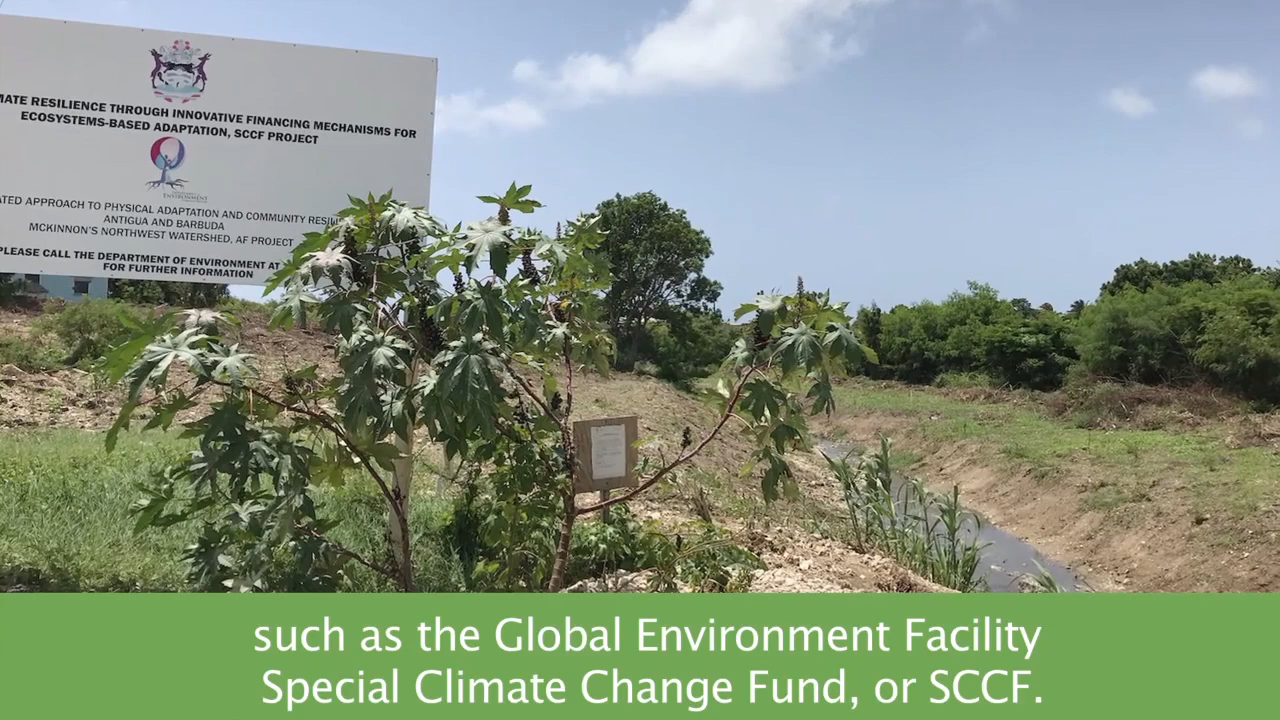 MATE RESILIENCE THROUGH INNOVATIVE FINANCING MECHANISMS FOR
ECOSYSTEMS-BASED ADAPTATION, SCCF PROJECT
ENVIRONMENT
ATED APPROACH TO PHYSICAL ADAPTATION AND COMMUNITY RESILI
ANTIGUA AND BARBUDA
MCKINNON'S NORTHWEST WATERSHED, AF PROJECT
PLEASE CALL THE DEPARTMENT OF ENVIRONMENT AT
FOR FURTHER INFORMATION
such as the Global Environment Facility
Special Climate Change Fund, or SCCF.